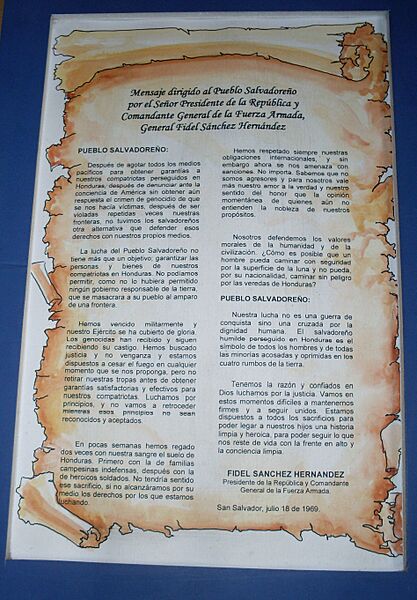 Mensaje dirigido al Pueblo Salvadoreño
por el Señor Presidente de la República y
Comandante General de la Fuerza Armada,
General Fidel Sánchez Hernández
PUEBLO SALVADOREÑO:
Después de agotar todos los medios
pacíficos para obtener garantías a
nuestros compatriotas perseguidos en
Honduras, después de denunciar ante la
conciencia de América sin obtener aún
respuesta el crimen de genocidio de que
se nos hacía víctimas, después de ser
violadas repetidas veces nuestras
fronteras, no tuvimos los salvadoreños
otra alternativa que defender esos
derechos con nuestros propios medios.
La lucha del Pueblo Salvadoreño no
tiene más que un objetivo: garantizar las
personas y bienes de nuestros
compatriotas en Honduras. No podíamos
permitir, como no lo hubiera permitido
ningún gobierno responsable de la tierra,
que se masacrara a su pueblo al amparo
de una frontera.
Hemos vencido militarmente y
nuestro Ejército se ha cubierto de gloria.
Los genocidas han recibido y siguen
recibiendo su castigo. Hemos buscado
justicia y no venganza y estamos
dispuestos a cesar el fuego en cualquier
momento que se nos proponga, pero no
retirar nuestras tropas antes de obtener
garantías satisfactorias y efectivas para
nuestros compatriotas. Luchamos por
principios, y no vamos a retroceder
mientras esos principios no sean
reconocidos y aceptados.
En pocas semanas hemos regado
dos veces con nuestra sangre el suelo de
Honduras. Primero con la de familias
campesinas indefensas, después con la
de heroicos soldados. No tendría sentido
ese sacrificio, si no alcanzáramos por su
medio los derechos por los que estamos
luchando.
Hemos respetado siempre nuestras
obligaciones internacionales, y sin
embargo ahora se nos amenaza con
sanciones. No importa. Sabemos que no
somos agresores y para nosotros vale
más nuestro amor a la verdad y nuestro
sentido del honor que la opinión
momentánea de quienes aún no
entienden la nobleza de nuestros
propósitos.
Nosotros defendemos los valores
morales de la humanidad y de la
civilización. ¿Cómo es posible que un
hombre pueda caminar con seguridad
por la superficie de la luna y no pueda,
por su nacionalidad, caminar sin peligro
por las veredas de Honduras?
PUEBLO SALVADOREÑO:
Nuestra lucha no es una guerra de
conquista sino una cruzada por la
dignidad humana. El salvadoreño
humilde perseguido en Honduras es el
símbolo de todos los hombres y de todas
las minorías acosadas y oprimidas en los
cuatro rumbos de la tierra.
Tenemos la razón y confiados en
Dios luchamos por la justicia. Vamos en
estos momentos difíciles a mantenernos
firmes y a seguir unidos. Estamos
dispuestos a todos los sacrificios para
poder legar a nuestros hijos una historia
limpia y heroica, para poder seguir lo que
nos reste de vida con la frente en alto y
la conciencia limpia.
FIDEL SANCHEZ HERNANDEZ
Presidente de la República y Comandante
General de la Fuerza Armada.
San Salvador, julio 18 de 1969.